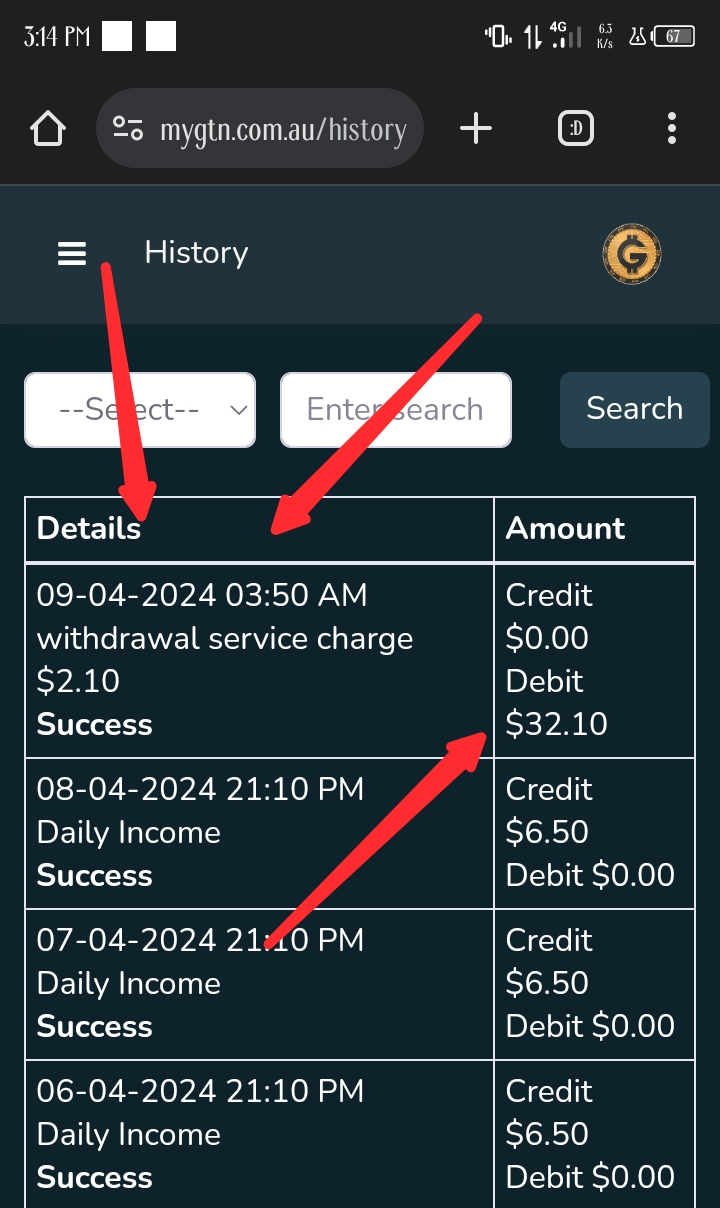 3:14 PM
4G
6.3
K/s
67
mygtn.com.au/history
:D
History
--Select--
Enter search
Search
Details
Amount
09-04-2024 03:50 AM
withdrawal service charge
$2.10
Success
Credit
$0.00
Debit
$32.10
08-04-2024 21:10 PM
Daily Income
Success
Credit
$6.50
Debit $0.00
07-04-2024 21:10 PM
Daily Income
Success
Credit
$6.50
Debit $0.00
06-04-2024 21:10 PM
Daily Income
Success
Credit
$6.50
Debit $0.00